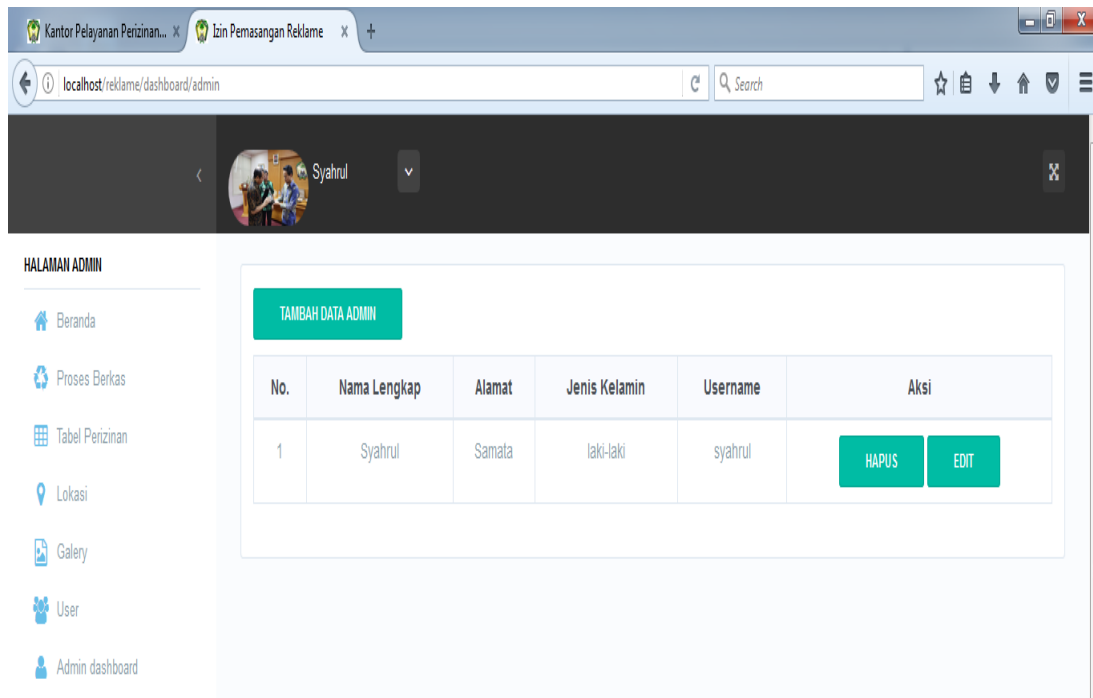 Kantor Pelayanan Perizinan...
Izin Pemasangan Reklame
localhost/reklame/dashboard/admin
Search
Syahrul
HALAMAN ADMIN
Beranda
Proses Berkas
Tabel Perizinan
Lokasi
Galery
User
Admin dashboard
TAMBAH DATA ADMIN
No. Nama Lengkap Alamat Jenis Kelamin Username Aksi
1 Syahrul Samata laki-laki syahrul HAPUS EDIT